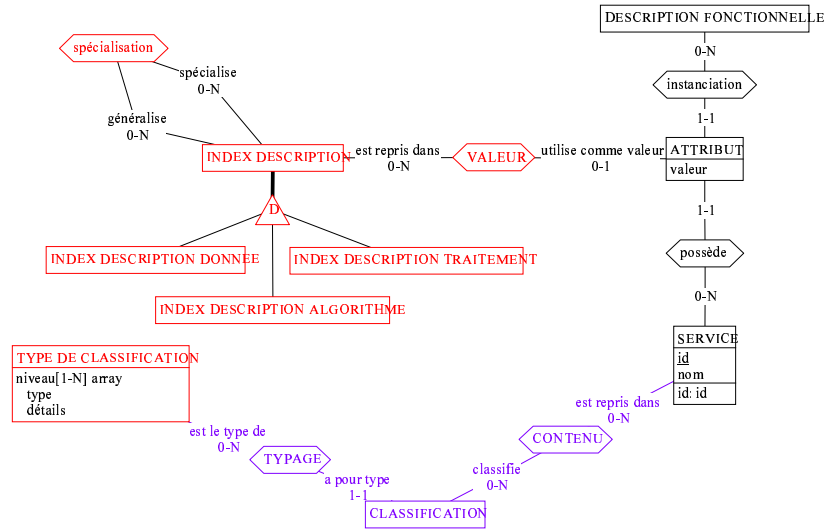 DESCRIPTION FONCTIONNELLE
0-N
instanciation
1-1
spécialisation
spécialise
0-N
généralise
0-N
INDEX DESCRIPTION
est repris dans
0-N
VALEUR
utilise comme valeur
0-1
ATTRIBUT
valeur
D
1-1
INDEX DESCRIPTION DONNEE
INDEX DESCRIPTION TRAITEMENT
possède
INDEX DESCRIPTION ALGORITHME
0-N
SERVICE
id
nom
id: id
TYPE DE CLASSIFICATION
niveau[1-N] array
type
détails
est le type de
0-N
TYPAGE
a pour type
1-1
CLASSIFICATION
classifie
0-N
CONTENU
est repris dans
0-N